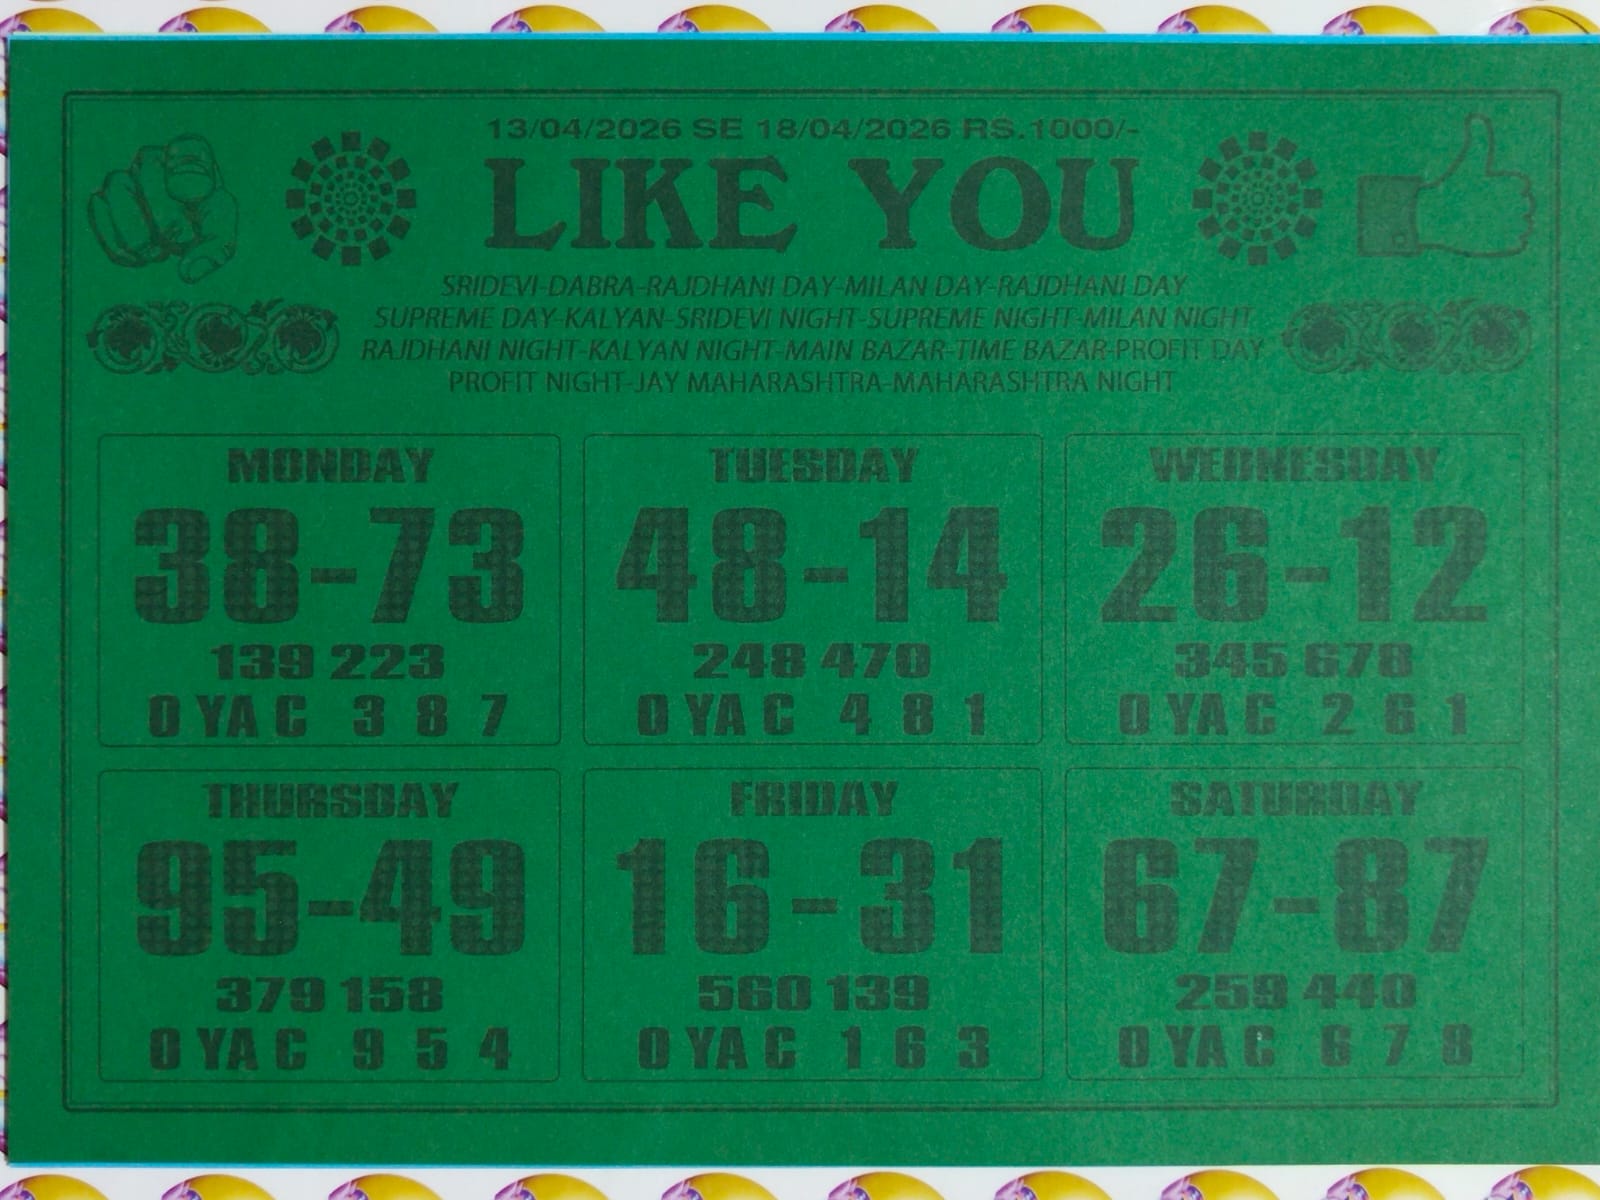 13/04/2026 SE 18/04/2026 RS.1000/-
LIKE YOU
SRIDEVI-DABRA-RAJDHANI DAY-MILAN DAY-RAJDHANI DAY
SUPREME DAY-KALYAN-SRIDEVI NIGHT-SUPREME NIGHT-MILAN NIGHT
RAJDHANI NIGHT-KALYAN NIGHT-MAIN BAZAR-TIME BAZAR-PROFIT DAY
PROFIT NIGHT-JAY MAHARASHTRA-MAHARASHTRA NIGHT
MONDAY
38-73
139 223
0 YA C 3 8 7
TUESDAY
48-14
248 470
0 YA C 4 8 1
WEDNESDAY
26-12
345 678
0 YA C 2 6 1
THURSDAY
95-49
379 158
0 YA C 9 5 4
FRIDAY
16-31
560 139
0 YA C 1 6 3
SATURDAY
67-87
259 440
0 YA C 6 7 8